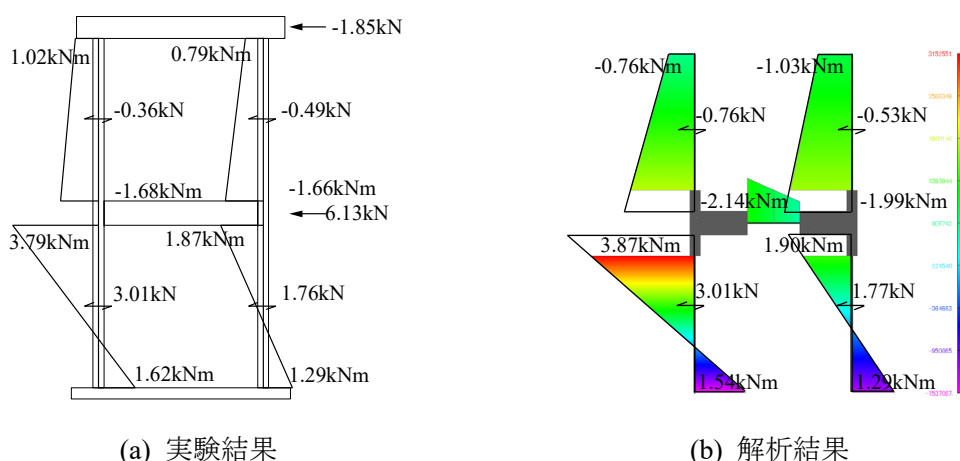 -1.85kN
1.02kNm
0.79kNm
-0.36kN
-0.49kN
-1.68kNm
-1.66kNm
6.13kN
3.79kNm
1.87kNm
3.01kN
1.76kN
1.62kNm
1.29kNm
(a) 実験結果
-0.76kNm
-1.03kNm
-0.76kN
-0.53kN
-2.14kNm
-1.99kNm
3.87kNm
1.90kNm
3.01kN
1.77kN
1.54kNm
1.29kNm
3152551
221540
-1537067
(b) 解析結果